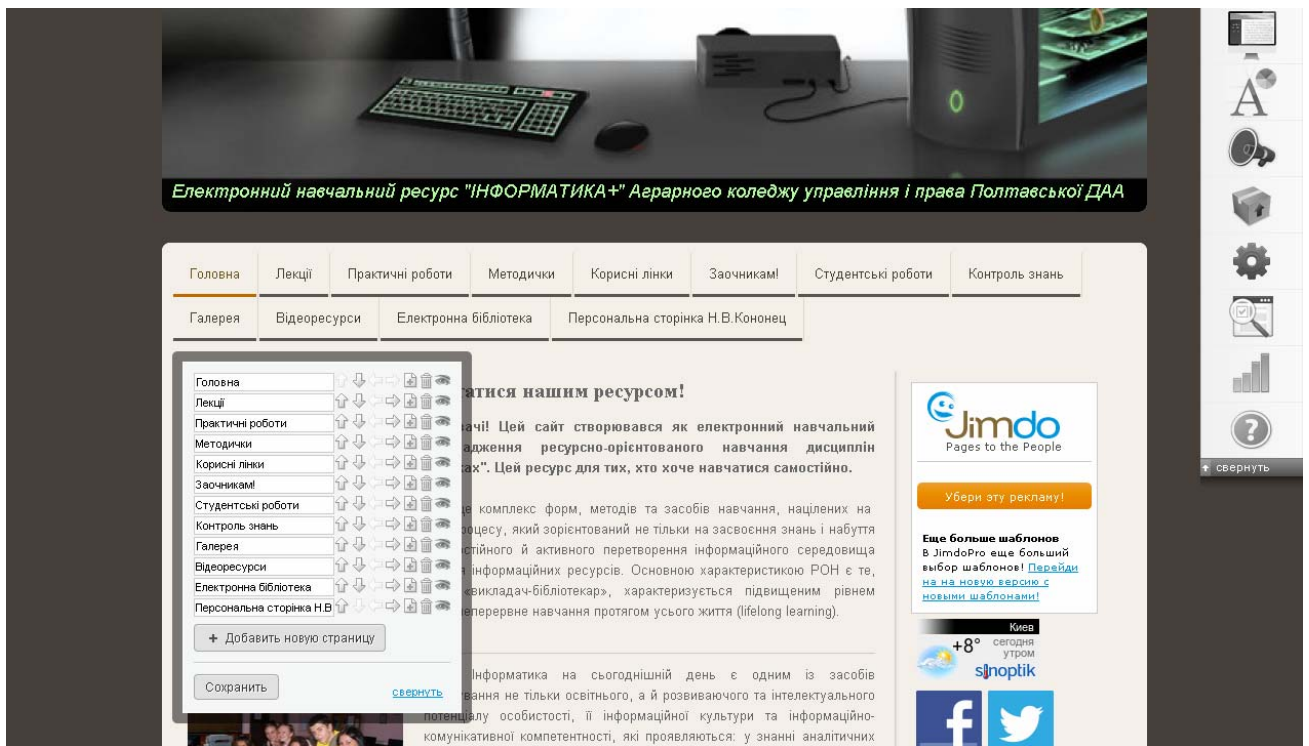 Електронний навчальний ресурс "ІНФОРМАТИКА+" Аграрного коледжу управління і права Полтавської ДАА
Головна Лекції Практичні роботи Методички Корисні лінки Заочникам! Студентські роботи Контроль знань
Галерея Відеоресурси Електронна бібліотека Персональна сторінка Н.В.Кононец
Головна
Лекції
Практичні роботи
Методички
Корисні лінки
Заочникам!
Студентські роботи
Контроль знань
Галерея
Відеоресурси
Електронна бібліотека
Персональна сторінка Н.В
+ Добавить новую страницу
Сохранить свернуть
татися нашим ресурсом!
ачі! Цей сайт створювався як електронний навчальний
адження ресурсно-орієнтованого навчання дисциплін
ах". Цей ресурс для тих, хто хоче навчатися самостійно.
це комплекс форм, методів та засобів навчання, націлених на
оцесу, який зорієнтований не тільки на засвоєння знань і набуття
остійного й активного перетворення інформаційного середовища
я інформаційних ресурсів. Основною характеристикою РОН є те,
«викладач-бібліотекар», характеризується підвищеним рівнем
еперервне навчання протягом усього життя (lifelong learning).
Інформатика на сьогоднішній день є одним із засобів
ування не тільки освітнього, а й розвиваючого та інтелектуального
потенціалу особистості, її інформаційної культури та інформаційно-
комунікативної компетентності, які проявляються: у знанні аналітичних
Jimdo
Pages to the People
Убери эту рекламу!
Еще больше шаблонов
В JimdoPro еще больший
выбор шаблонов! Перейди
на на новую версию с
новыми шаблонами!
Киев
+8° сегодня
утром
sinoptik
свернуть